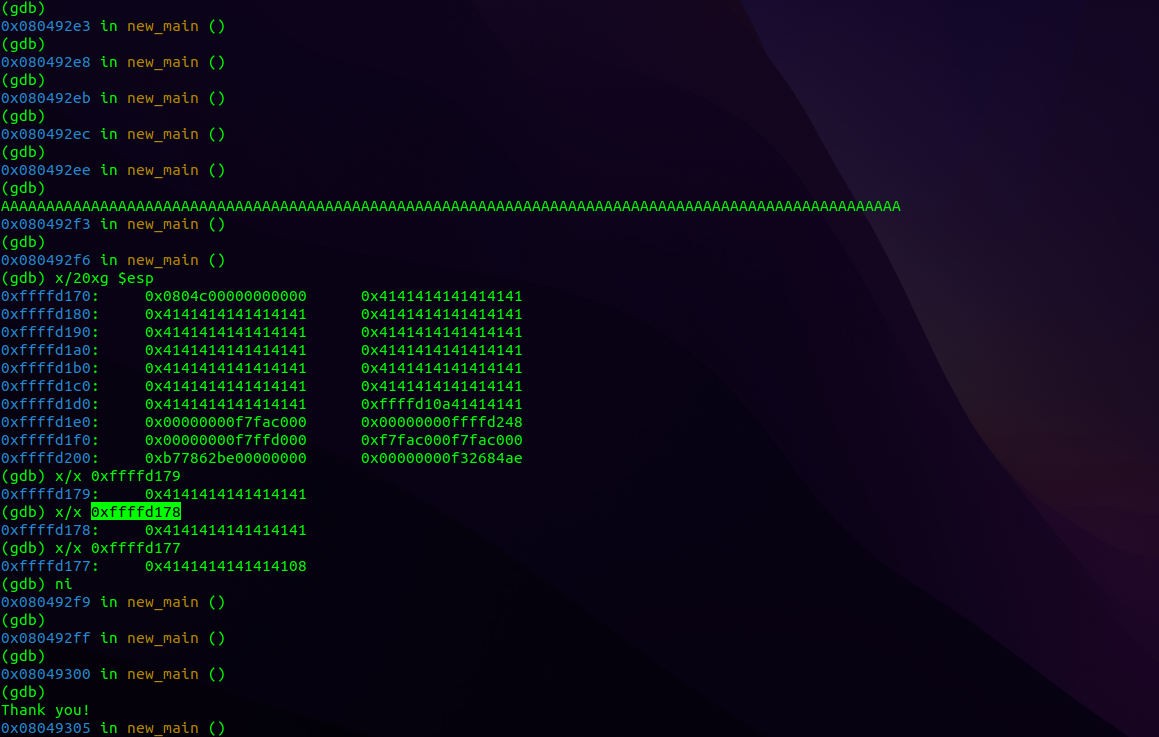 (gdb)
0x080492e3 in new_main ()
(gdb)
0x080492e8 in new_main ()
(gdb)
0x080492eb in new_main ()
(gdb)
0x080492ec in new_main ()
(gdb)
0x080492ee in new_main ()
(gdb)
AAAAAAAAAAAAAAAAAAAAAAAAAAAAAAAAAAAAAAAAAAAAAAAAAAAAAAAAAAAAAAAAAAAAAAAAAAAAAAAAAAAAAAAAAAAAAAAAAAAA
0x080492f3 in new_main ()
(gdb)
0x080492f6 in new_main ()
(gdb) x/20xg $esp
0xffffd170: 0x0804c00000000000 0x4141414141414141
0xffffd180: 0x4141414141414141 0x4141414141414141
0xffffd190: 0x4141414141414141 0x4141414141414141
0xffffd1a0: 0x4141414141414141 0x4141414141414141
0xffffd1b0: 0x4141414141414141 0x4141414141414141
0xffffd1c0: 0x4141414141414141 0x4141414141414141
0xffffd1d0: 0x4141414141414141 0xffffd10a41414141
0xffffd1e0: 0x00000000f7fac000 0x00000000ffffd248
0xffffd1f0: 0x00000000f7ffd000 0xf7fac000f7fac000
0xffffd200: 0xb77862be00000000 0x00000000f32684ae
(gdb) x/x 0xffffd179
0xffffd179: 0x4141414141414141
(gdb) x/x 0xffffd178
0xffffd178: 0x4141414141414141
(gdb) x/x 0xffffd177
0xffffd177: 0x4141414141414108
(gdb) ni
0x080492f9 in new_main ()
(gdb)
0x080492ff in new_main ()
(gdb)
0x08049300 in new_main ()
(gdb)
Thank you!
0x08049305 in new_main ()